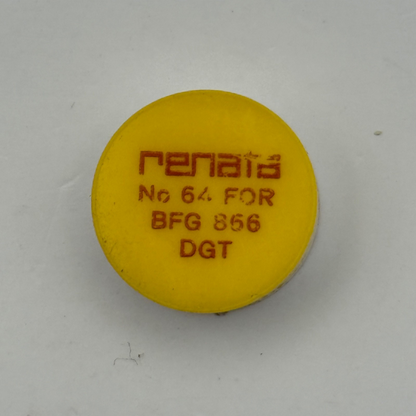 renata
No 64 FOR
BFG 866
DGT